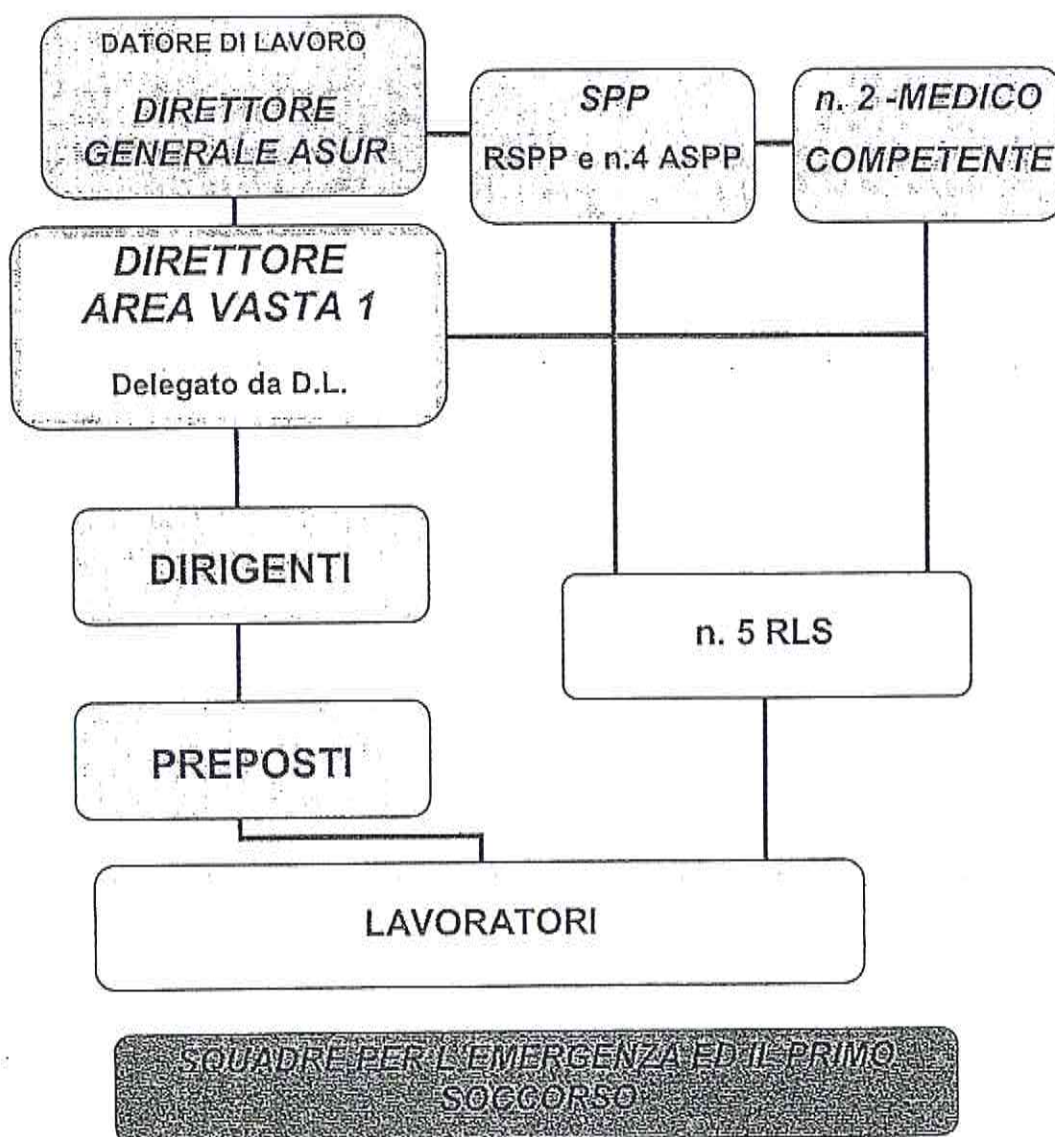 DATORE DI LAVORO
DIRETTORE
GENERALE ASUR
SPP
RSPP e n.4 ASPP
n. 2 -MEDICO
COMPETENTE
DIRETTORE
AREA VASTA 1
Delegato da D.L.
DIRIGENTI
n. 5 RLS
PREPOSTI
LAVORATORI
SQUADRE PER L'EMERGENZA ED IL PRIMO
SOCCORSO